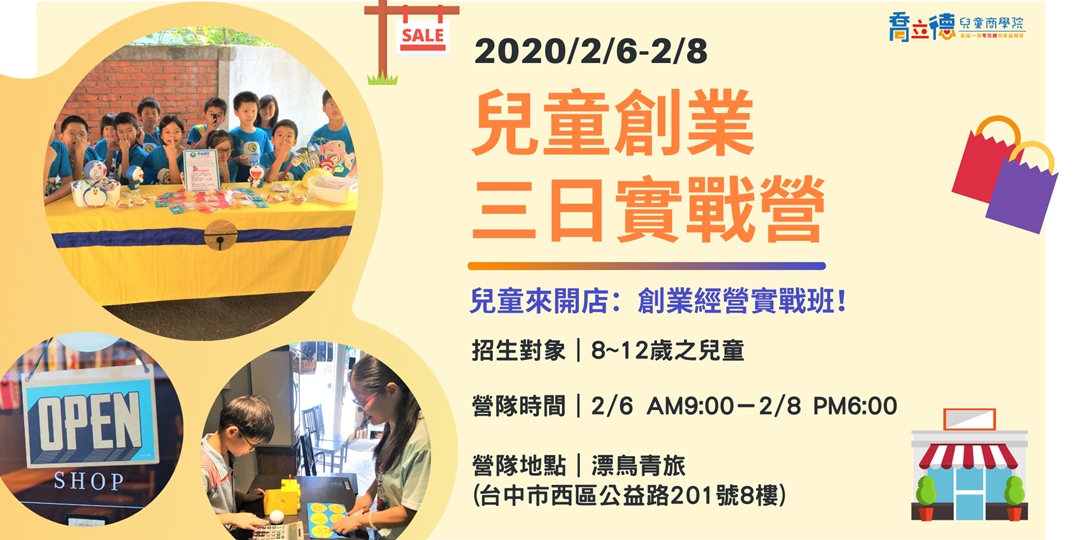 SALE
喬立德 兒童商學院
2020/2/6-2/8
兒童創業
三日實戰營
兒童來開店：創業經營實戰班！
招生對象｜8~12歲之兒童
營隊時間｜2/6 AM9:00－2/8 PM6:00
營隊地點｜漂鳥青旅
(台中市西區公益路201號8樓)
OPEN
SHOP